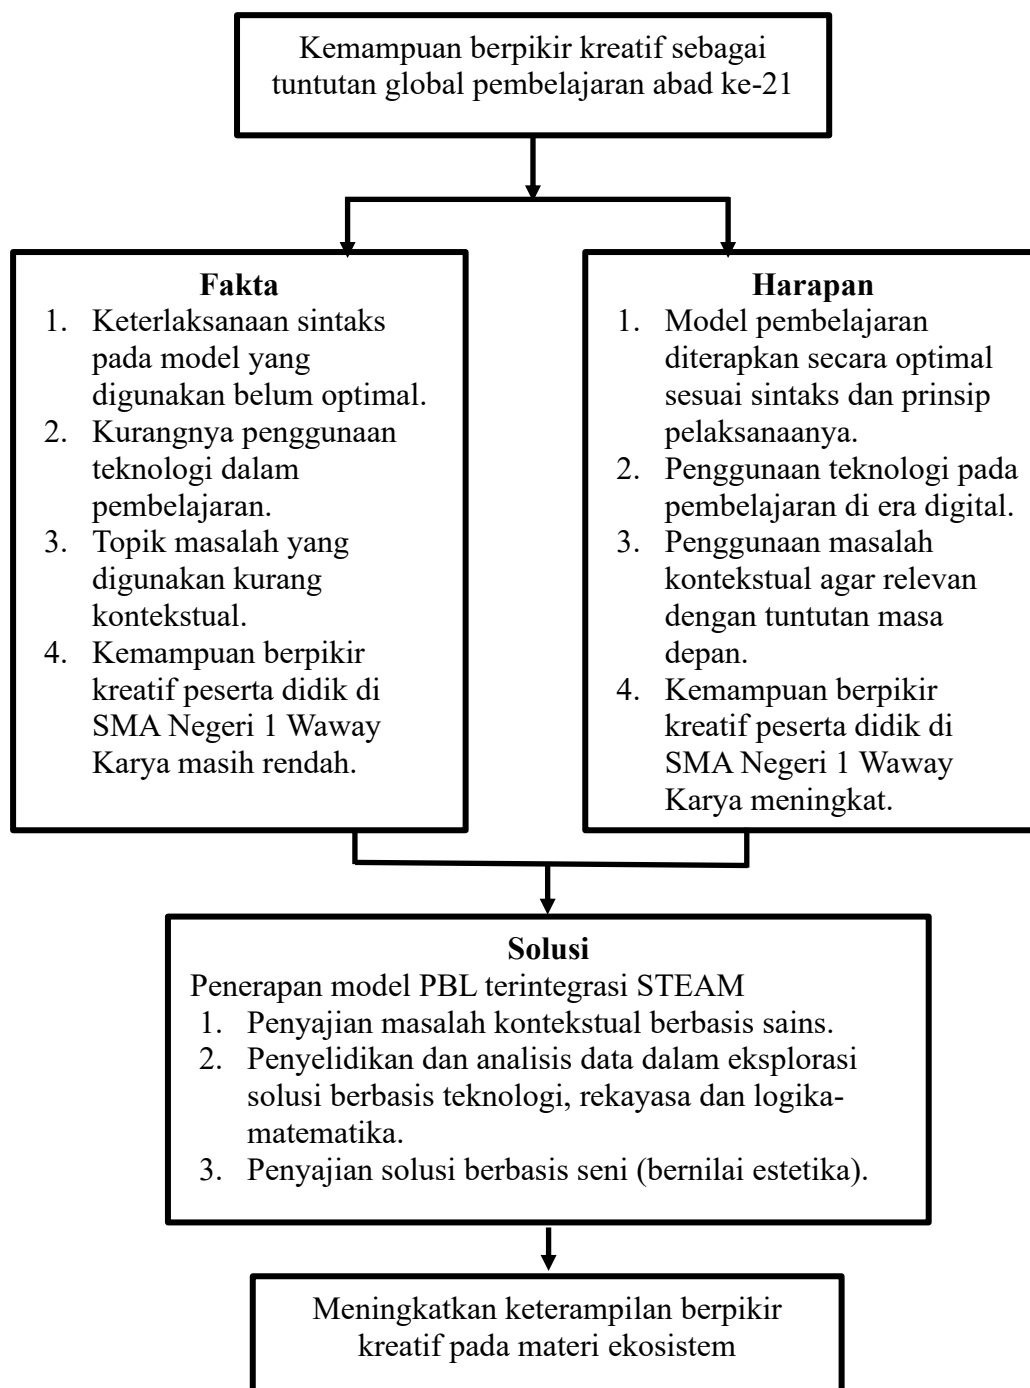 Kemampuan berpikir kreatif sebagai
tuntutan global pembelajaran abad ke-21
Fakta
1. Keterlaksanaan sintaks
pada model yang
digunakan belum optimal.
2. Kurangnya penggunaan
teknologi dalam
pembelajaran.
3. Topik masalah yang
digunakan kurang
kontekstual.
4. Kemampuan berpikir
kreatif peserta didik di
SMA Negeri 1 Waway
Karya masih rendah.
Harapan
1. Model pembelajaran
diterapkan secara optimal
sesuai sintaks dan prinsip
pelaksanaanya.
2. Penggunaan teknologi pada
pembelajaran di era digital.
3. Penggunaan masalah
kontekstual agar relevan
dengan tuntutan masa
depan.
4. Kemampuan berpikir
kreatif peserta didik di
SMA Negeri 1 Waway
Karya meningkat.
Solusi
Penerapan model PBL terintegrasi STEAM
1. Penyajian masalah kontekstual berbasis sains.
2. Penyelidikan dan analisis data dalam eksplorasi
solusi berbasis teknologi, rekayasa dan logika-
matematika.
3. Penyajian solusi berbasis seni (bernilai estetika).
Meningkatkan keterampilan berpikir
kreatif pada materi ekosistem